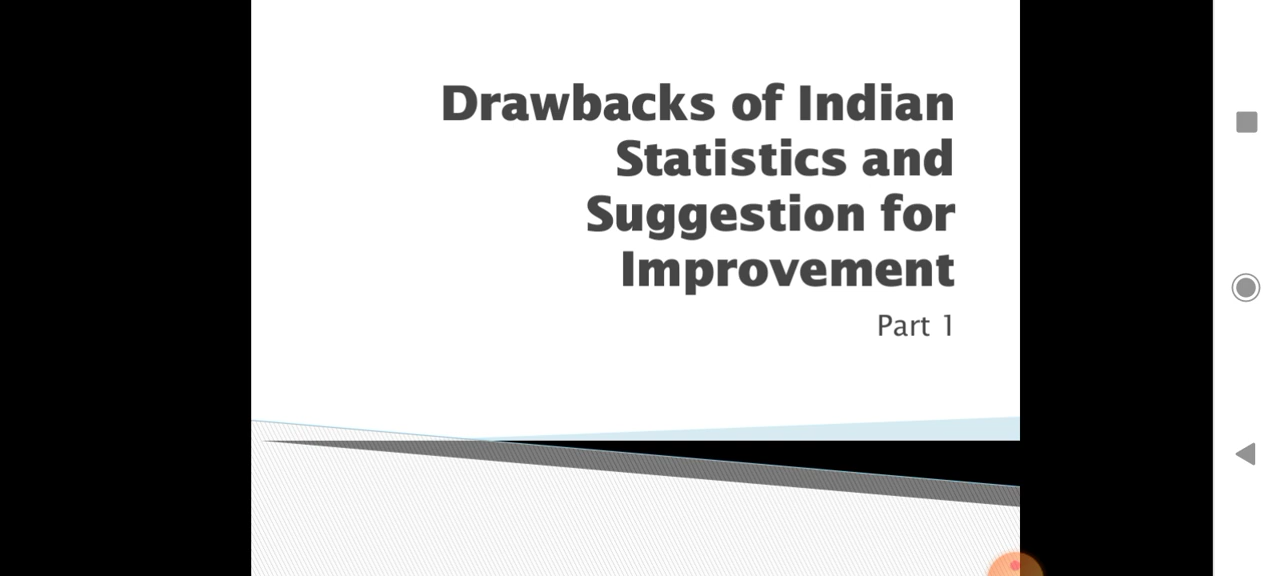 Drawbacks of Indian
Statistics and
Suggestion for
Improvement
Part 1